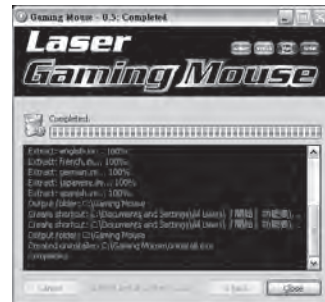 Gaming Mouse - 0.5: Completed
Laser
Gaming Mouse
Completed
Extract: english.ini... 100%
Extract: french.ini... 100%
Extract: german.ini... 100%
Extract: japanese.ini... 100%
Extract: spanish.ini... 100%
Output folder: C:\Gaming Mouse
Create shortcut: C:\Documents and Settings\All Users\
Create shortcut: C:\Documents and Settings\All Users\
Output folder: C:\Gaming Mouse
Created uninstaller: C:\Gaming Mouse\uninstall.exe
Completed
Cancel
Close